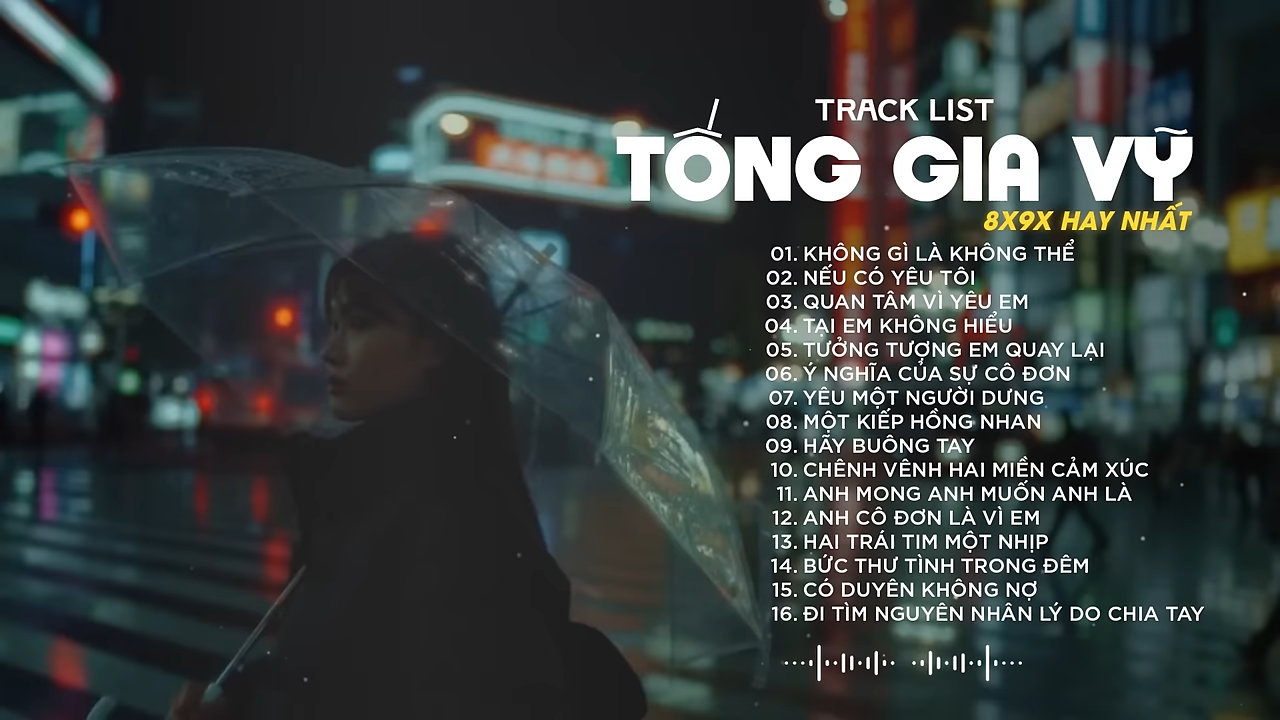 TRACK LIST
TỐNG GIA VỸ
8X9X HAY NHẤT
01. KHÔNG GÌ LÀ KHÔNG THỂ
02. NẾU CÓ YÊU TÔI
03. QUAN TÂM VÌ YÊU EM
04. TẠI EM KHÔNG HIỂU
05. TƯỞNG TƯỢNG EM QUAY LẠI
06. Ý NGHĨA CỦA SỰ CÔ ĐƠN
07. YÊU MỘT NGƯỜI DƯNG
08. MỘT KIẾP HỒNG NHAN
09. HÃY BUÔNG TAY
10. CHÊNH VÊNH HAI MIỀN CẢM XÚC
11. ANH MONG ANH MUỐN ANH LÀ
12. ANH CÔ ĐƠN LÀ VÌ EM
13. HAI TRÁI TIM MỘT NHỊP
14. BỨC THƯ TÌNH TRONG ĐÊM
15. CÓ DUYÊN KHÔNG NỢ
16. ĐI TÌM NGUYÊN NHÂN LÝ DO CHIA TAY